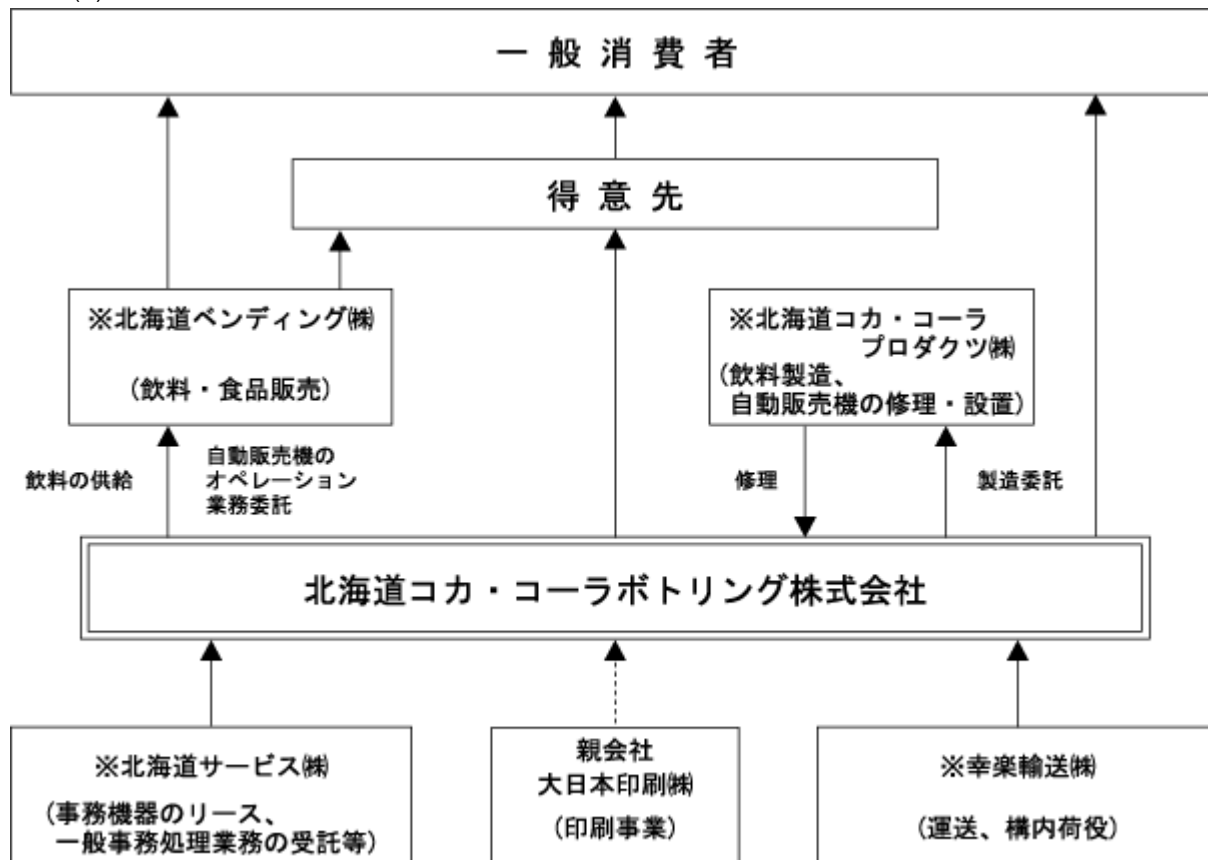 一般消費者
得意先
※北海道ベンディング㈱
(飲料・食品販売)
※北海道コカ・コーラ
プロダクツ㈱
(飲料製造、
自動販売機の修理・設置)
飲料の供給
自動販売機の
オペレーション
業務委託
修理
製造委託
北海道コカ・コーラボトリング株式会社
※北海道サービス㈱
(事務機器のリース、
一般事務処理業務の受託等)
親会社
大日本印刷㈱
(印刷事業)
※幸楽輸送㈱
(運送、構内荷役)